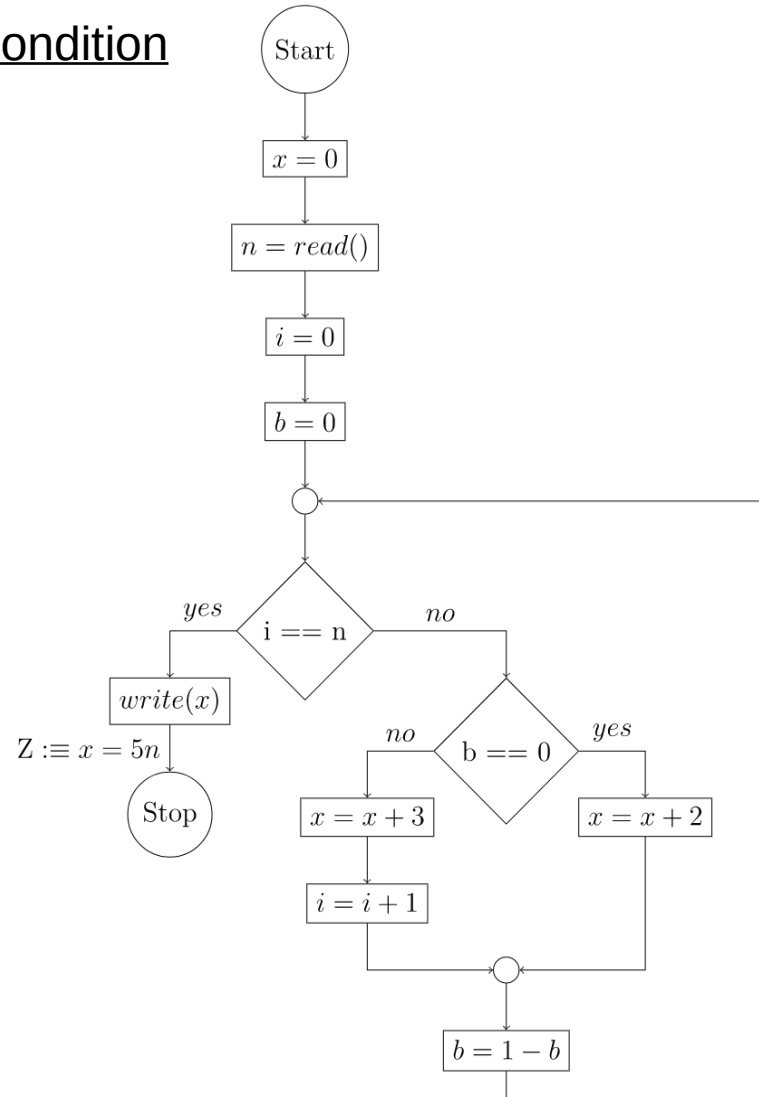 ondition
Start
x = 0
n = read()
i = 0
b = 0
yes
i == n
no
write(x)
Z :≡ x = 5n
Stop
no
b == 0
yes
x = x + 3
x = x + 2
i = i + 1
b = 1 − b